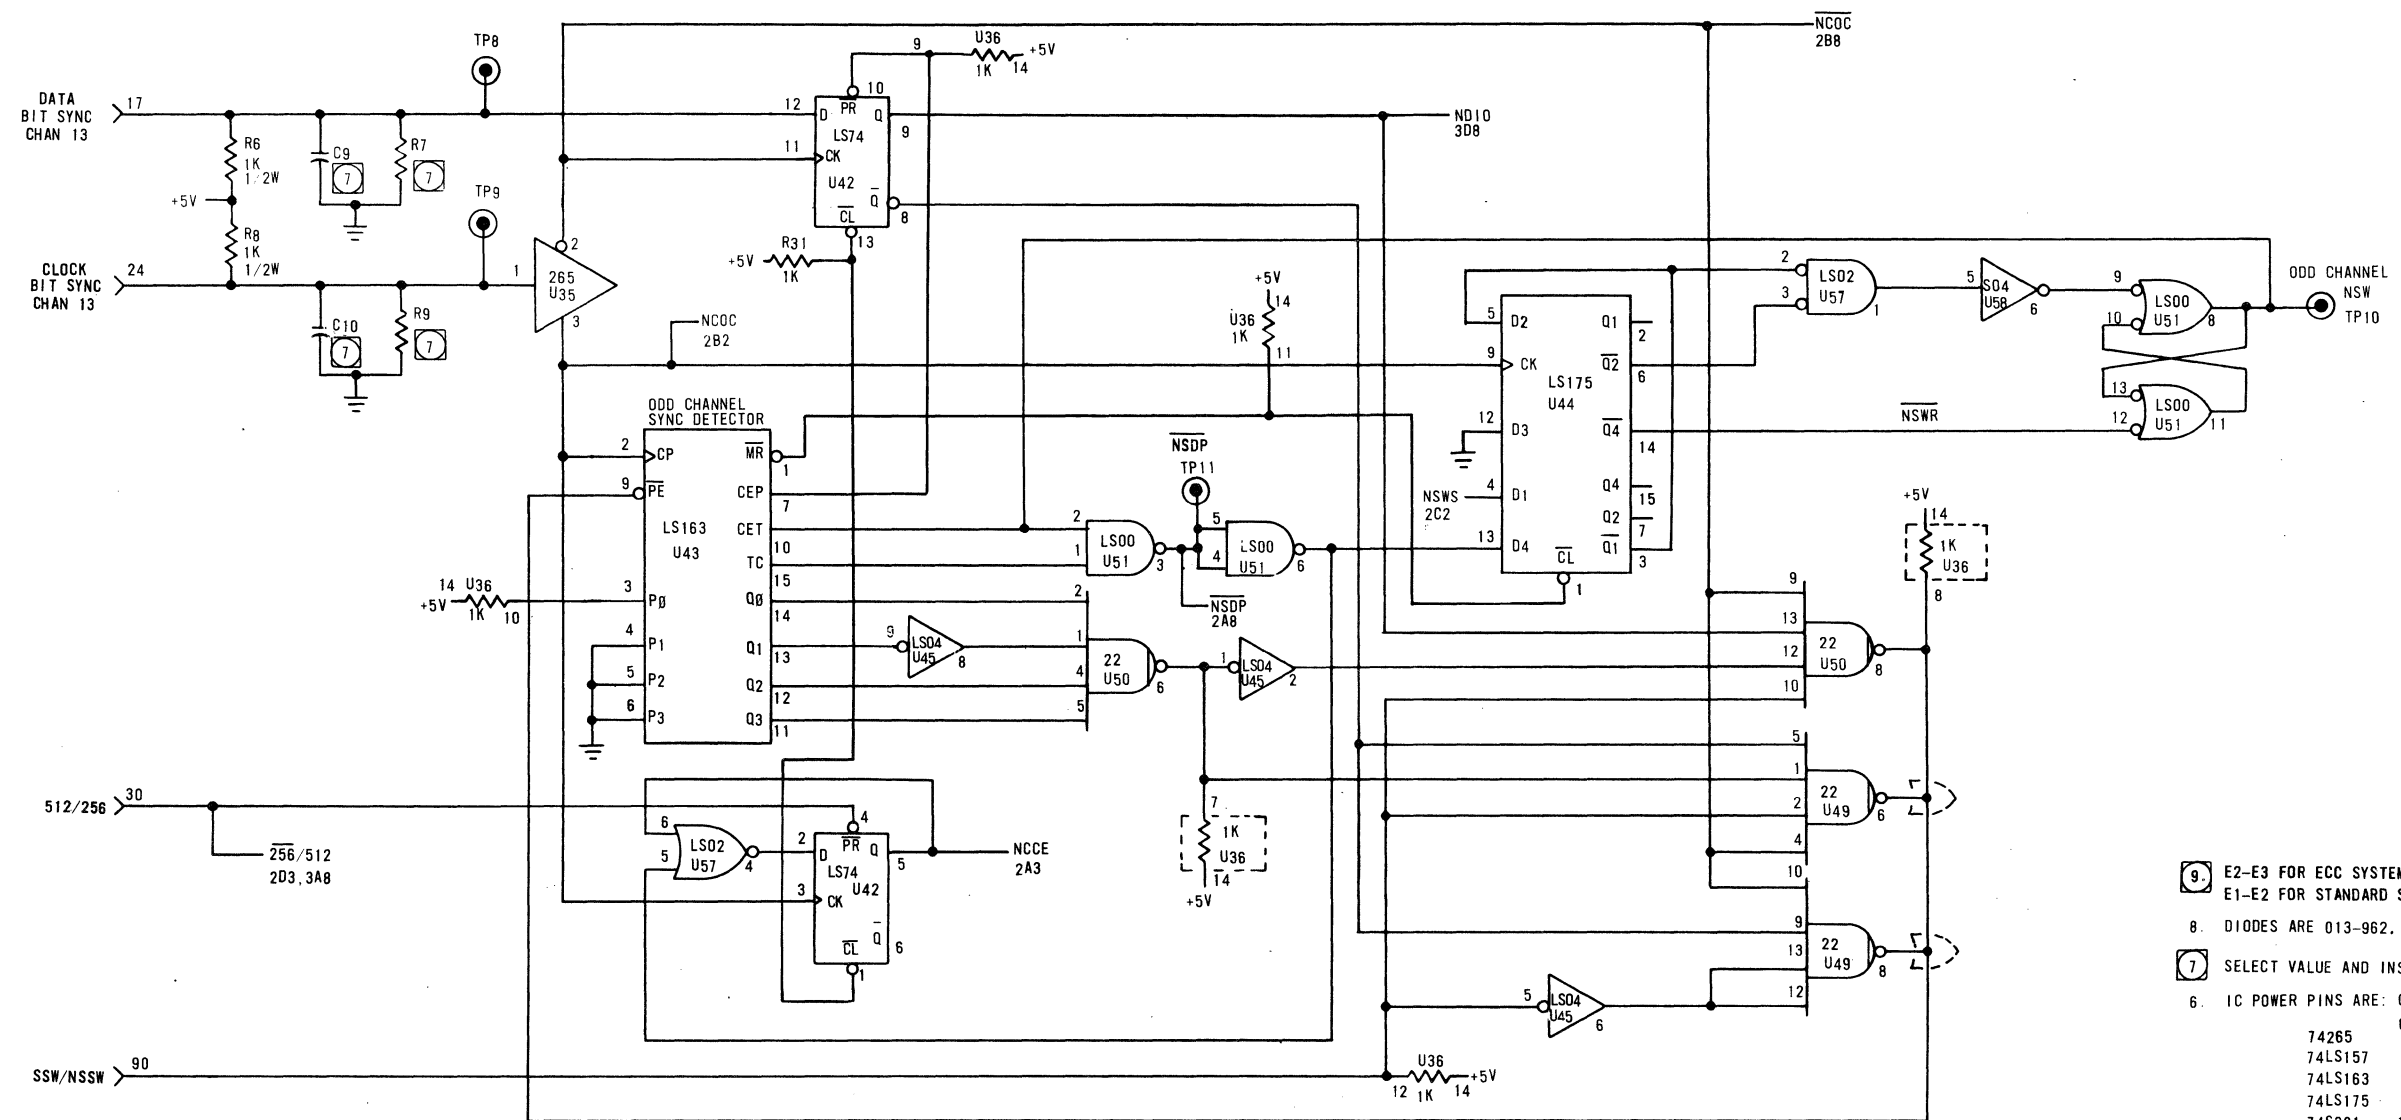 DATA
BIT SYNC
CHAN 13
17
TP8
R6
1K
1/2W
+5V
R8
1K
1/2W
C9
7
R7
7
TP9
CLOCK
BIT SYNC
CHAN 13
24
C10
7
R9
7
1
265
U35
2
3
9
U36
1K
14
+5V
12
D
PR
10
Q
9
LS74
11
CK
U42
Q
8
CL
13
R31
+5V
1K
NCOC
2B8
NDIO
3D8
NCOC
2B2
+5V
14
U36
1K
11
ODD CHANNEL
SYNC DETECTOR
2
CP
MR
1
9
PE
CEP
7
LS163
CET
U43
10
TC
15
14
U36
+5V
1K
10
3
PØ
QØ
14
4
P1
Q1
13
5
P2
Q2
12
6
P3
Q3
11
9
LS04
U45
8
2
1
LS00
U51
3
NSDP
TP11
5
4
LS00
U51
6
NSDP
2A8
2
1
4
5
22
U50
6
1
LS04
U45
2
7
1K
U36
14
+5V
5
D2
Q1
2
9
CK
Q2
6
LS175
U44
12
D3
Q4
14
NSWS
2C2
4
D1
Q4
15
Q2
7
13
D4
Q1
3
CL
1
2
3
LS02
U57
1
5
S04
U58
6
9
10
LS00
U51
8
13
12
LS00
U51
11
NSWR
ODD CHANNEL
NSW
TP10
+5V
14
1K
U36
8
9
13
12
10
22
U50
8
5
1
2
4
22
U49
6
10
9
13
12
22
U49
8
5
LS04
U45
6
512/256
30
256/512
2D3,3A8
6
5
LS02
U57
4
2
D
PR
4
Q
5
LS74
U42
3
CK
Q
6
CL
1
NCCE
2A3
SSW/NSSW
90
U36
12
1K
14
+5V
9. E2-E3 FOR ECC SYSTEM
E1-E2 FOR STANDARD S
8. DIODES ARE 013-962.
7 SELECT VALUE AND INS
6. IC POWER PINS ARE:
74265
74LS157
74LS163
74LS175